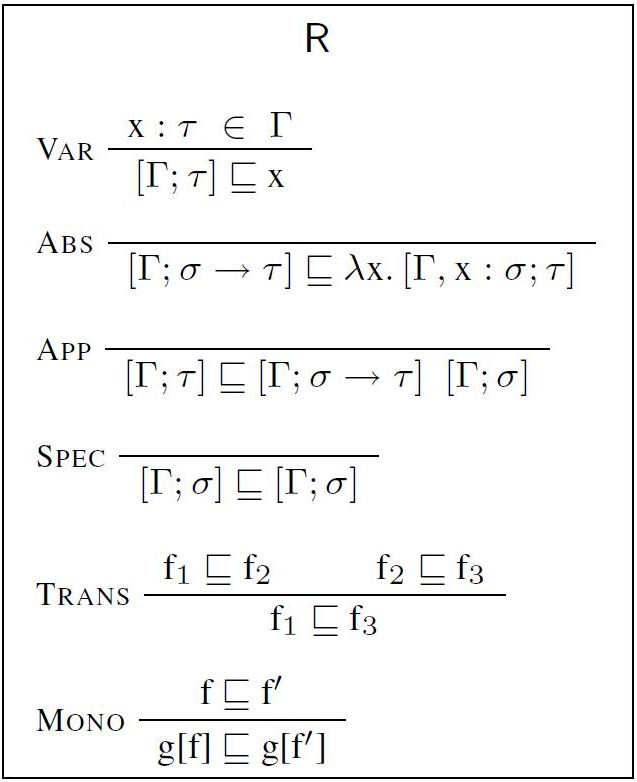 R
x : τ ∈ Γ
VAR
[Γ; τ] ⊑ x
ABS
[Γ; σ → τ] ⊑ λx. [Γ, x : σ; τ]
APP
[Γ; τ] ⊑ [Γ; σ → τ] [Γ; σ]
SPEC
[Γ; σ] ⊑ [Γ; σ]
f₁ ⊑ f₂ f₂ ⊑ f₃
TRANS
f₁ ⊑ f₃
f ⊑ f′
MONO
g[f] ⊑ g[f′]